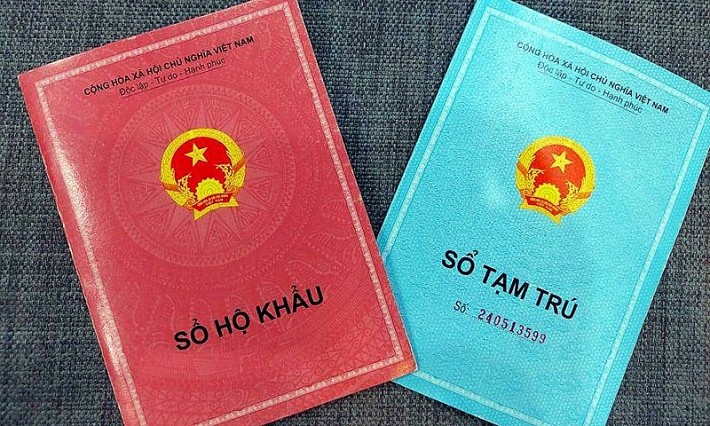 CỘNG HÒA XÃ HỘI CHỦ NGHĨA VIỆT NAM
Độc lập - Tự do - Hạnh phúc
SỔ HỘ KHẨU
CỘNG HÒA XÃ HỘI CHỦ NGHĨA VIỆT NAM
Độc lập - Tự do - Hạnh phúc
SỔ TẠM TRÚ
Số: 240513599